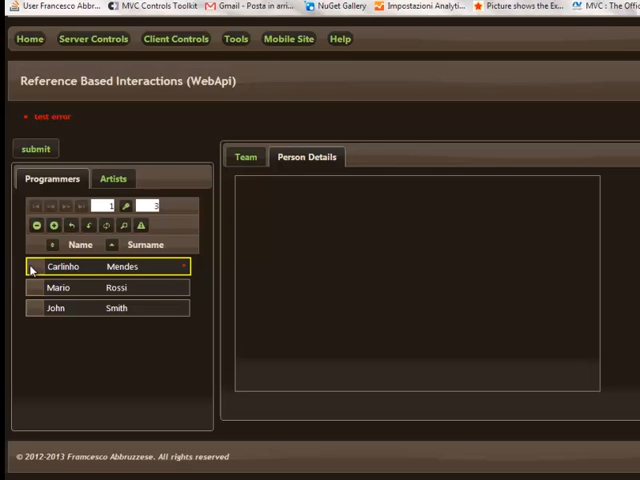 User Francesco Abbruz... MVC Controls Toolkit Gmail - Posta in arri... NuGet Gallery Impostazioni Analyti... Picture shows the Ex... MVC : The Offic
Home Server Controls Client Controls Tools Mobile Site Help
Reference Based Interactions (WebApi)
test error
submit
Team Person Details
Programmers Artists
1 3
Name Surname
Carlinho Mendes *
Mario Rossi
John Smith
© 2012-2013 Francesco Abbruzzese. All rights reserved